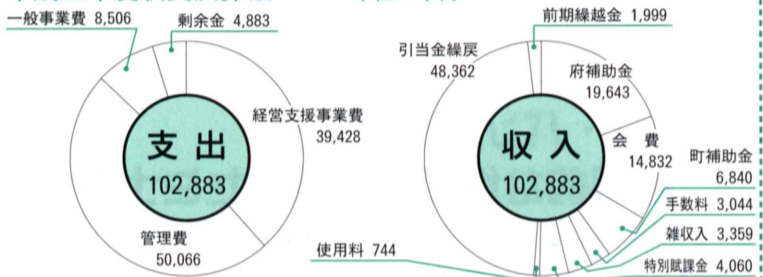 一般事業費 8,506
剰余金 4,883
経営支援事業費
39,428
支出
102,883
管理費
50,066
前期繰越金 1,999
引当金繰戻
48,362
府補助金
19,643
会費
14,832
町補助金
6,840
収入
102,883
手数料 3,044
雑収入 3,359
特別賦課金 4,060
使用料 744